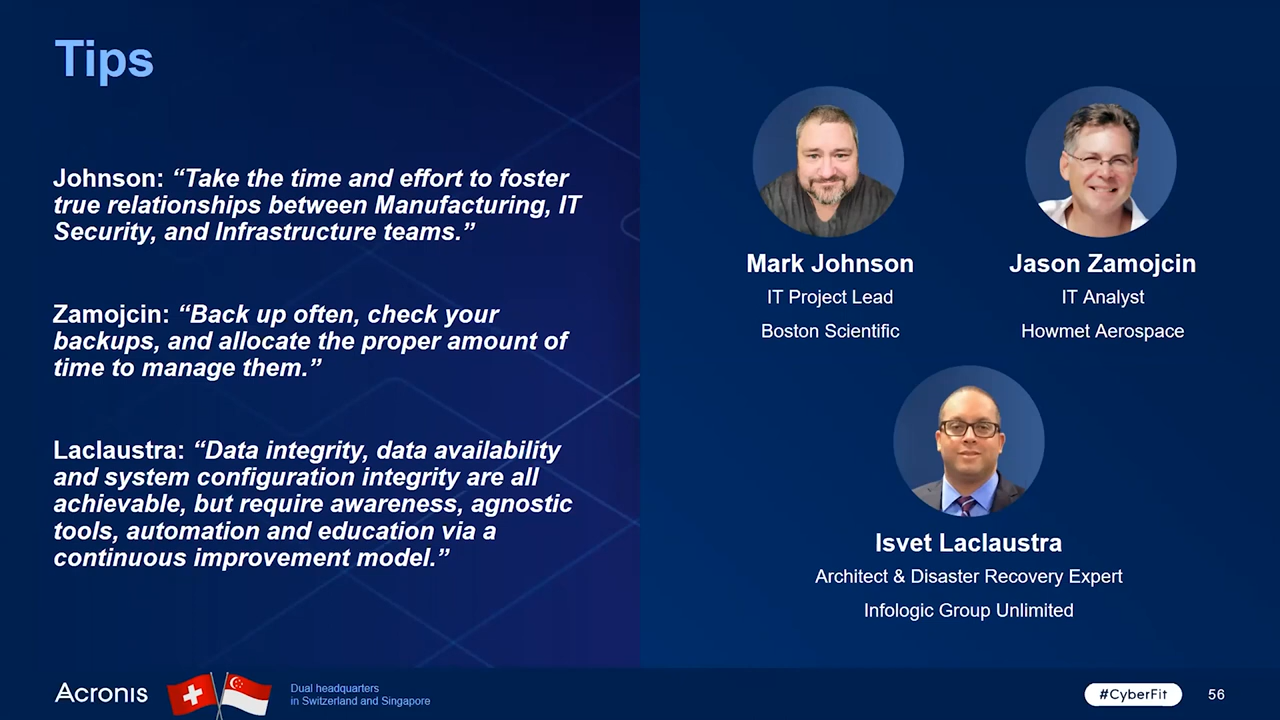 Tips
Johnson: “Take the time and effort to foster
true relationships between Manufacturing, IT
Security, and Infrastructure teams.”
Zamojcin: “Back up often, check your
backups, and allocate the proper amount of
time to manage them.”
Laclaustra: “Data integrity, data availability
and system configuration integrity are all
achievable, but require awareness, agnostic
tools, automation and education via a
continuous improvement model.”
Mark Johnson
IT Project Lead
Boston Scientific
Jason Zamojcin
IT Analyst
Howmet Aerospace
Isvet Laclaustra
Architect & Disaster Recovery Expert
Infologic Group Unlimited
Acronis
Dual headquarters
in Switzerland and Singapore
#CyberFit
56